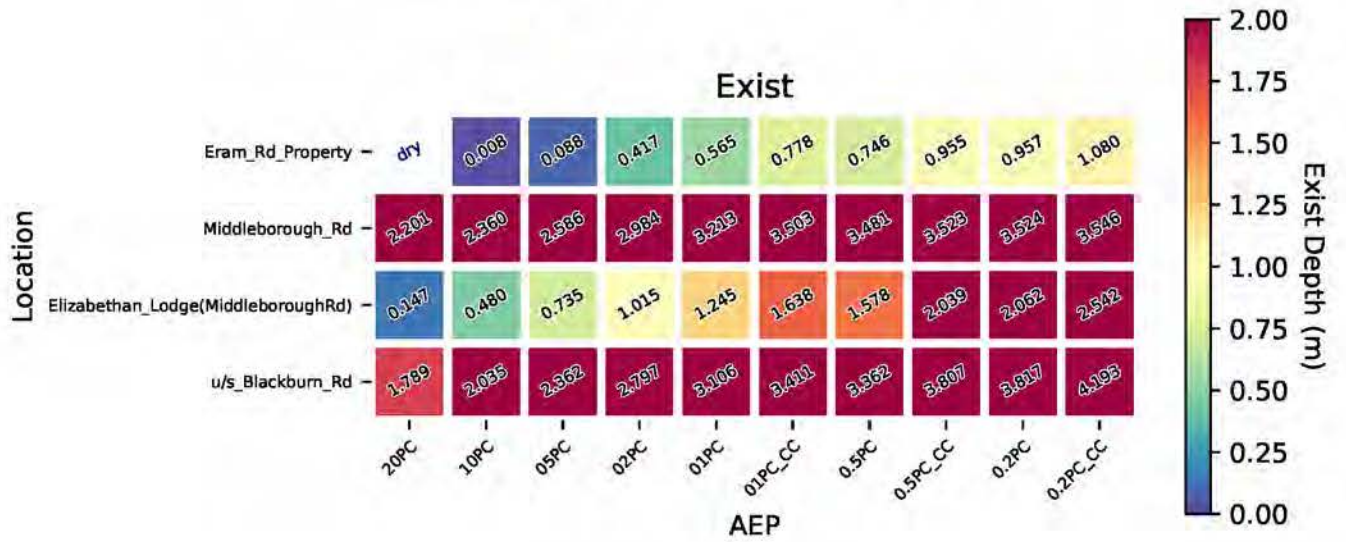 Exist
Location
Eram_Rd_Property dry 0.008 0.088 0.417 0.565 0.778 0.746 0.955 0.957 1.080
Middleborough_Rd 2.201 2.360 2.586 2.984 3.213 3.503 3.481 3.523 3.524 3.546
Elizabethan_Lodge(MiddleboroughRd) 0.147 0.480 0.735 1.015 1.245 1.638 1.578 2.039 2.062 2.542
u/s_Blackburn_Rd 1.789 2.035 2.362 2.797 3.106 3.411 3.362 3.807 3.817 4.193
20PC 10PC 05PC 02PC 01PC 01PC_CC 0.5PC 0.5PC_CC 0.2PC 0.2PC_CC
AEP
2.00
1.75
1.50
1.25
1.00
0.75
0.50
0.25
0.00
Exist Depth (m)